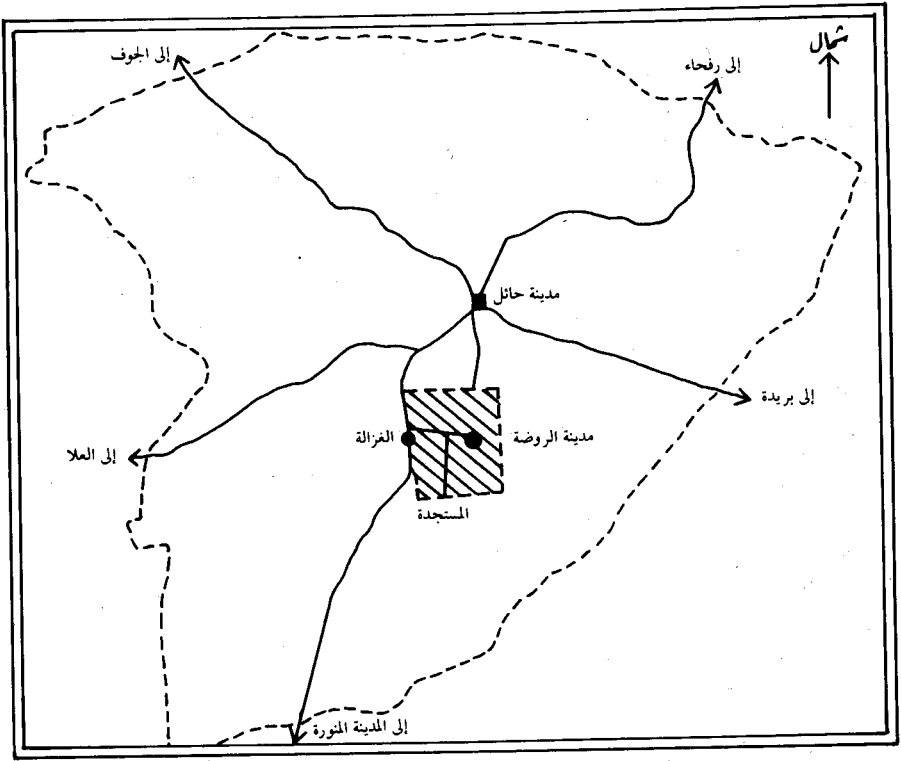 شمال
إلى الجوف
إلى رفحاء
مدينة حائل
إلى بريدة
مدينة الروضة
الغزالة
إلى العلا
المستجدة
إلى المدينة المنورة